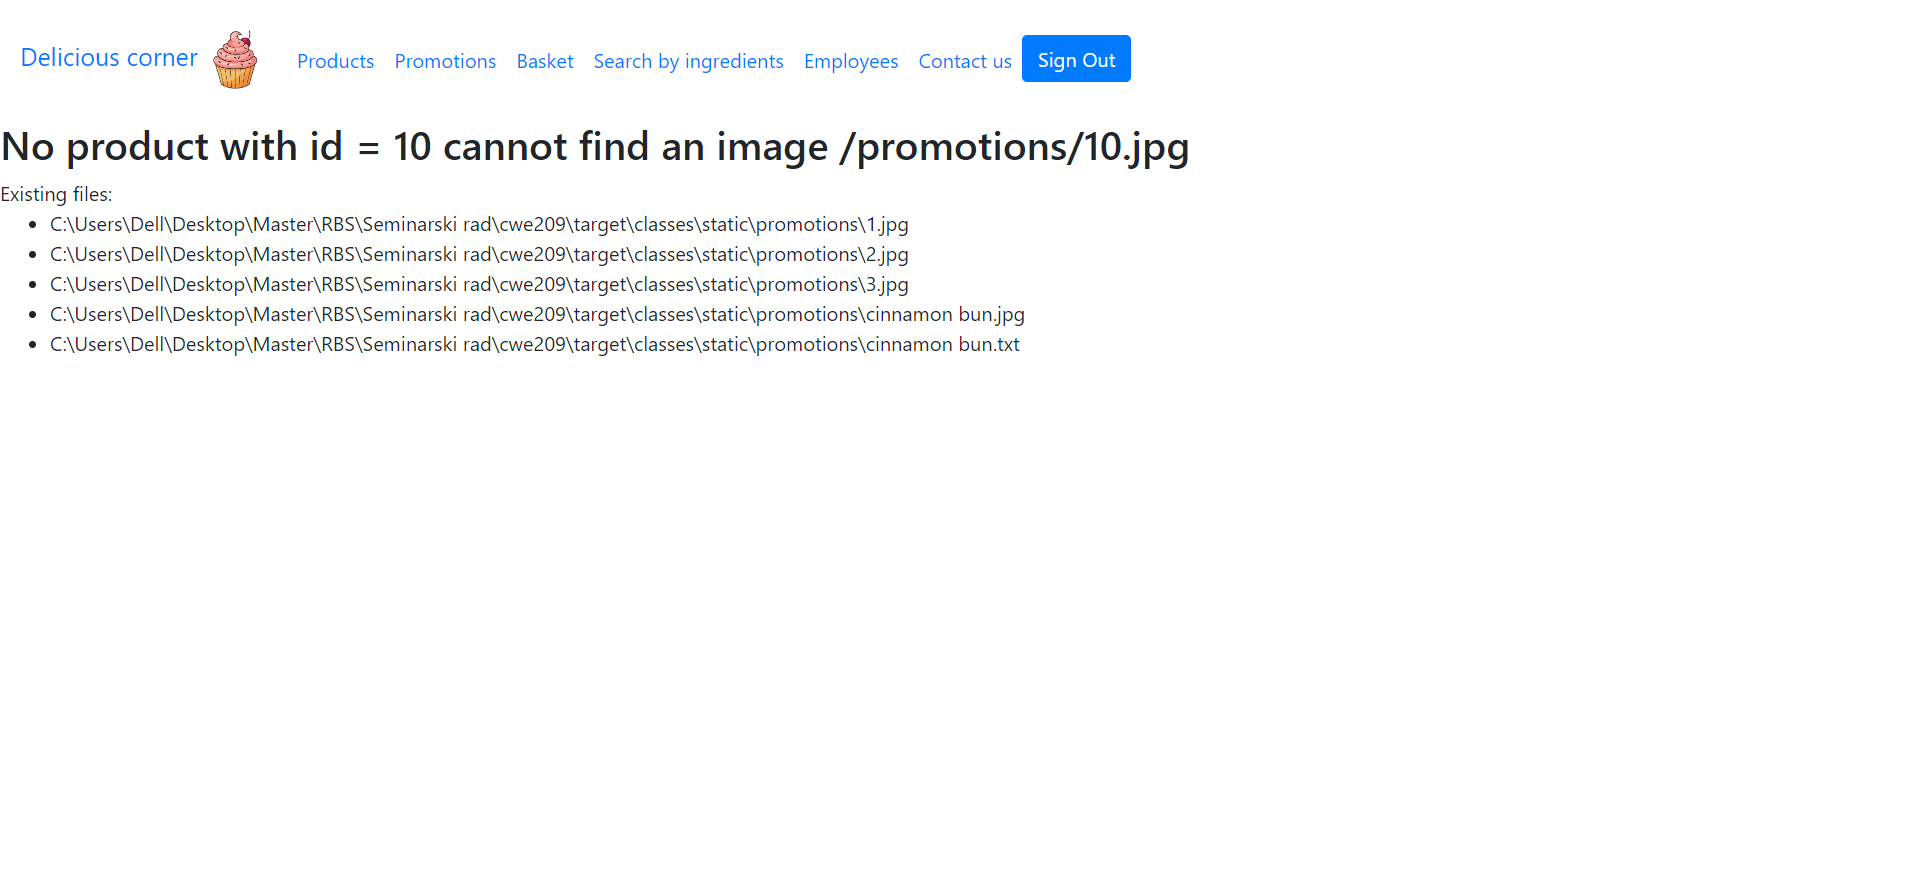 Delicious corner Products Promotions Basket Search by ingredients Employees Contact us Sign Out
No product with id = 10 cannot find an image /promotions/10.jpg
Existing files:
• C:\Users\Dell\Desktop\Master\RBS\Seminarski rad\cwe209\target\classes\static\promotions\1.jpg
• C:\Users\Dell\Desktop\Master\RBS\Seminarski rad\cwe209\target\classes\static\promotions\2.jpg
• C:\Users\Dell\Desktop\Master\RBS\Seminarski rad\cwe209\target\classes\static\promotions\3.jpg
• C:\Users\Dell\Desktop\Master\RBS\Seminarski rad\cwe209\target\classes\static\promotions\cinnamon bun.jpg
• C:\Users\Dell\Desktop\Master\RBS\Seminarski rad\cwe209\target\classes\static\promotions\cinnamon bun.txt